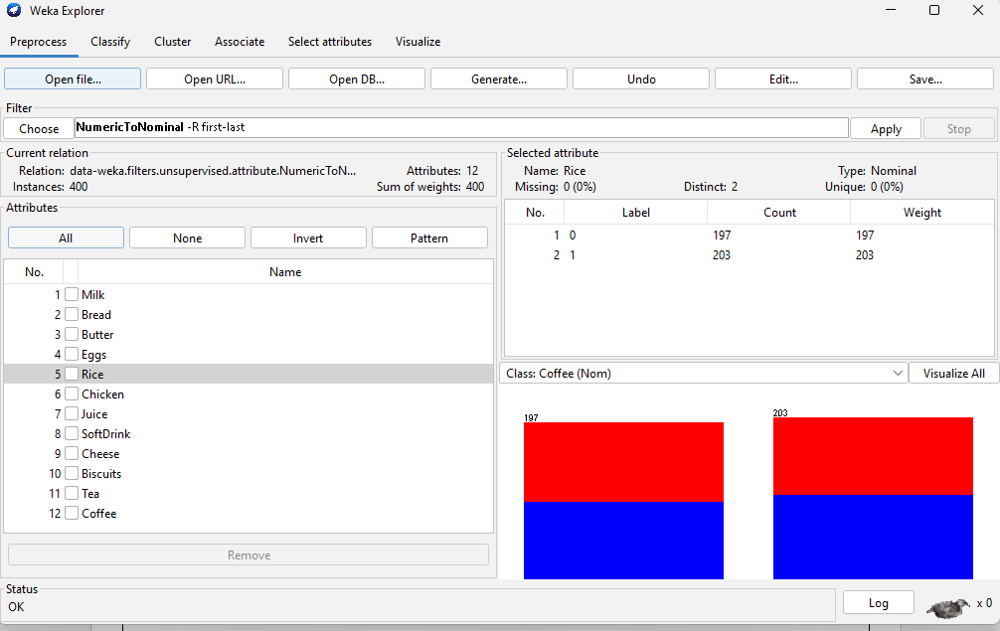 Weka Explorer
Preprocess Classify Cluster Associate Select attributes Visualize
Open file... Open URL... Open DB... Generate... Undo Edit... Save...
Filter
Choose NumericToNominal -R first-last Apply Stop
Current relation
Relation: data-weka.filters.unsupervised.attribute.NumericToN... Attributes: 12
Instances: 400 Sum of weights: 400
Attributes
All None Invert Pattern
No. Name
1 Milk
2 Bread
3 Butter
4 Eggs
5 Rice
6 Chicken
7 Juice
8 SoftDrink
9 Cheese
10 Biscuits
11 Tea
12 Coffee
Remove
Selected attribute
Name: Rice Type: Nominal
Missing: 0 (0%) Distinct: 2 Unique: 0 (0%)
No. Label Count Weight
1 0 197 197
2 1 203 203
Class: Coffee (Nom) Visualize All
197 203
Status
OK
Log x 0